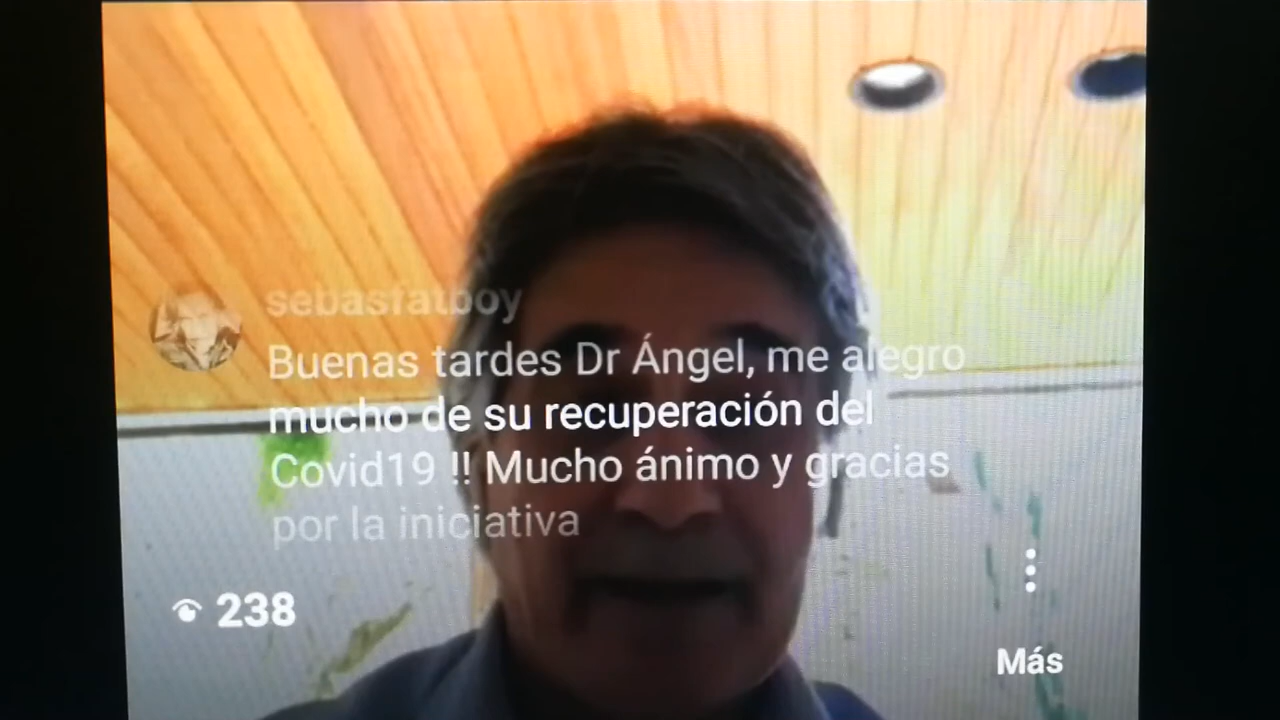 sebasfatboy
Buenas tardes Dr Ángel, me alegro
mucho de su recuperación del
Covid19 !! Mucho ánimo y gracias
por la iniciativa
238
Más